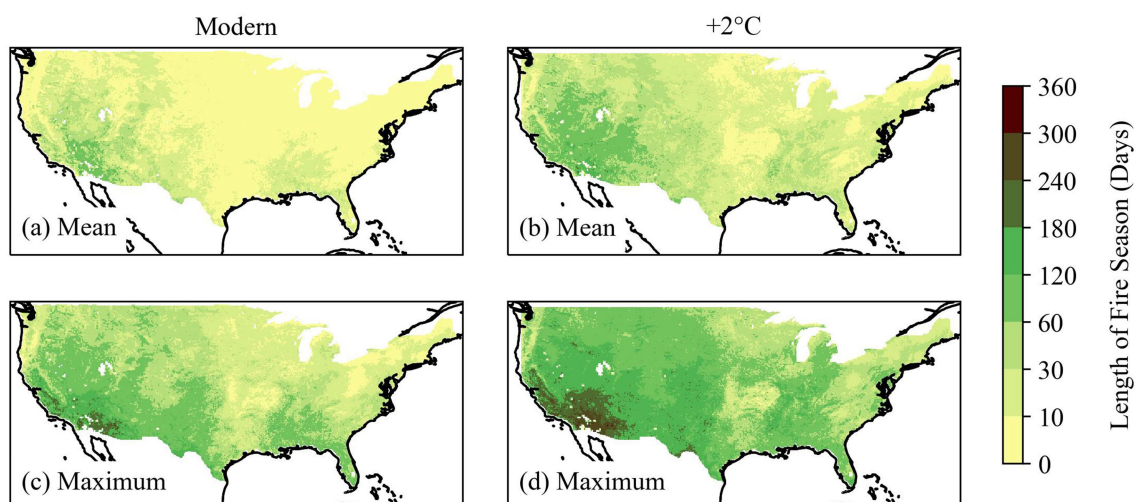 Modern
+2°C
(a) Mean
(b) Mean
(c) Maximum
(d) Maximum
360
300
240
180
120
60
30
10
0
Length of Fire Season (Days)